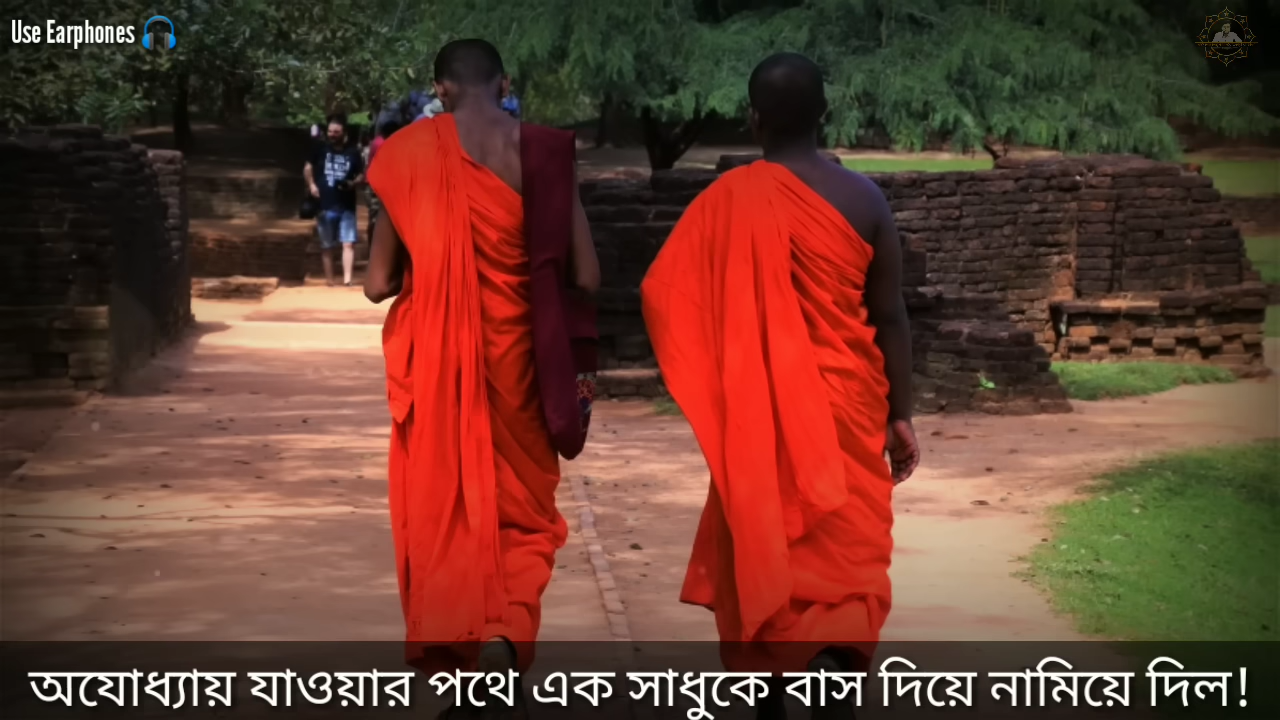 Use Earphones
অযোধ্যায় যাওয়ার পথে এক সাধুকে বাস দিয়ে নামিয়ে দিল!